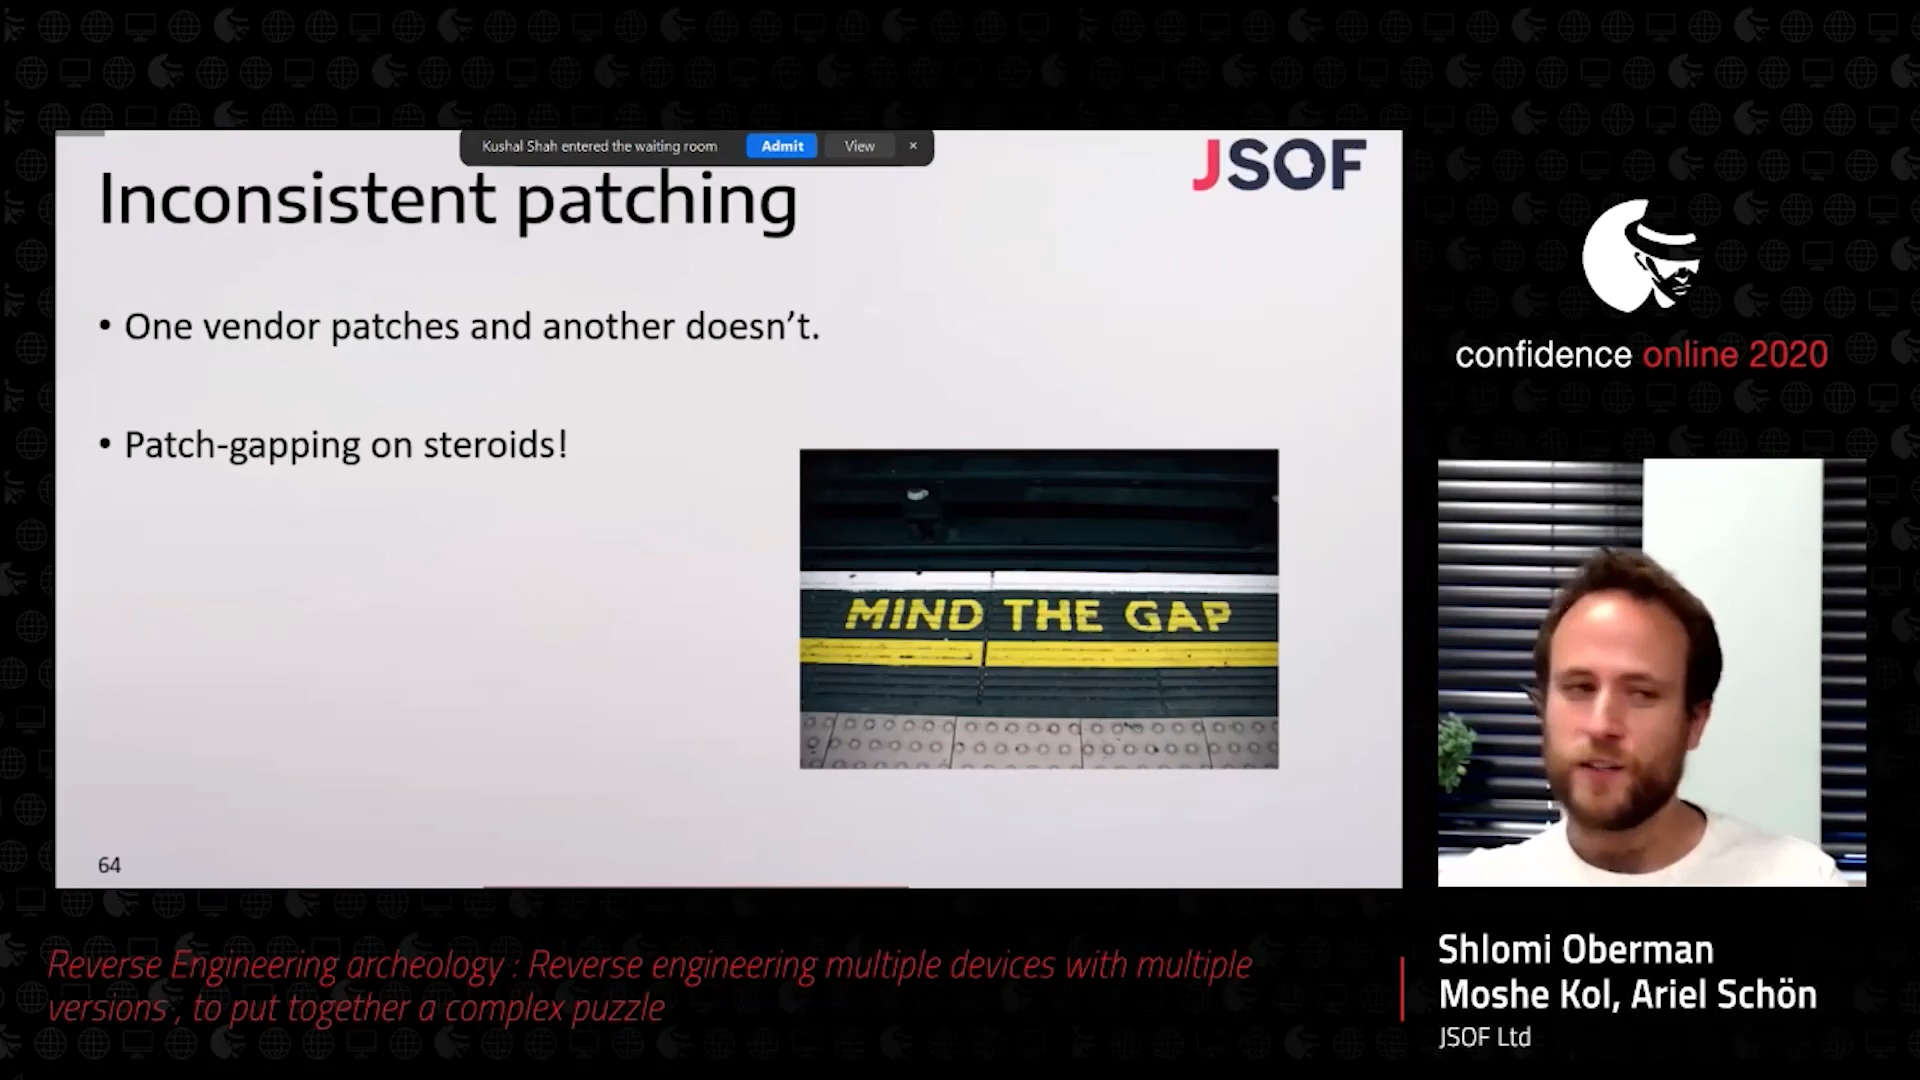 Kushal Shah entered the waiting room Admit View ×
JSOF
Inconsistent patching
• One vendor patches and another doesn't.
• Patch-gapping on steroids!
MIND THE GAP
64
confidence online 2020
Reverse Engineering archeology : Reverse engineering multiple devices with multiple
versions , to put together a complex puzzle
Shlomi Oberman
Moshe Kol, Ariel Schön
JSOF Ltd